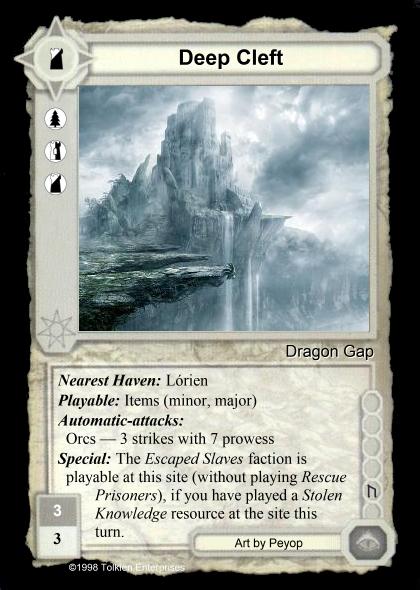 Deep Cleft
Dragon Gap
Nearest Haven: Lórien
Playable: Items (minor, major)
Automatic-attacks:
Orcs — 3 strikes with 7 prowess
Special: The Escaped Slaves faction is
playable at this site (without playing Rescue
Prisoners), if you have played a Stolen
Knowledge resource at the site this
turn.
3
3
Art by Peyop
©1998 Tolkien Enterprises